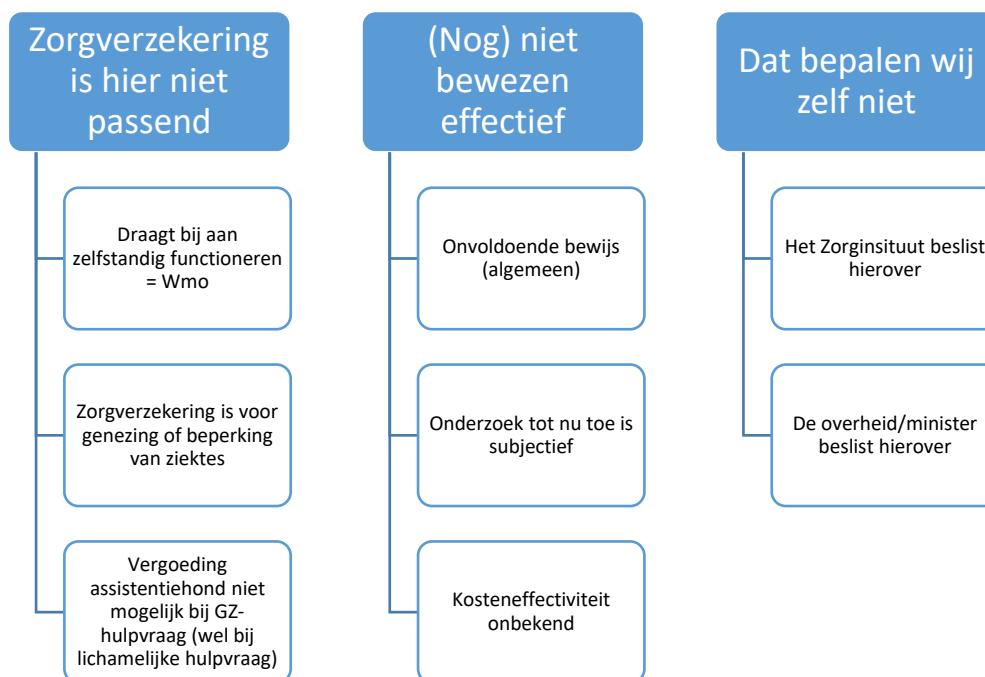 Zorgverzekering
is hier niet
passend
Draagt bij aan
zelfstandig functioneren
= Wmo
Zorgverzekering is voor
genezing of beperking
van ziektes
Vergoeding
assistentiehond niet
mogelijk bij GZ-
hulpvraag (wel bij
lichamelijke hulpvraag)
(Nog) niet
bewezen
effectief
Onvoldoende bewijs
(algemeen)
Onderzoek tot nu toe is
subjectief
Kosteneffectiviteit
onbekend
Dat bepalen wij
zelf niet
Het Zorginsituut beslist
hierover
De overheid/minister
beslist hierover